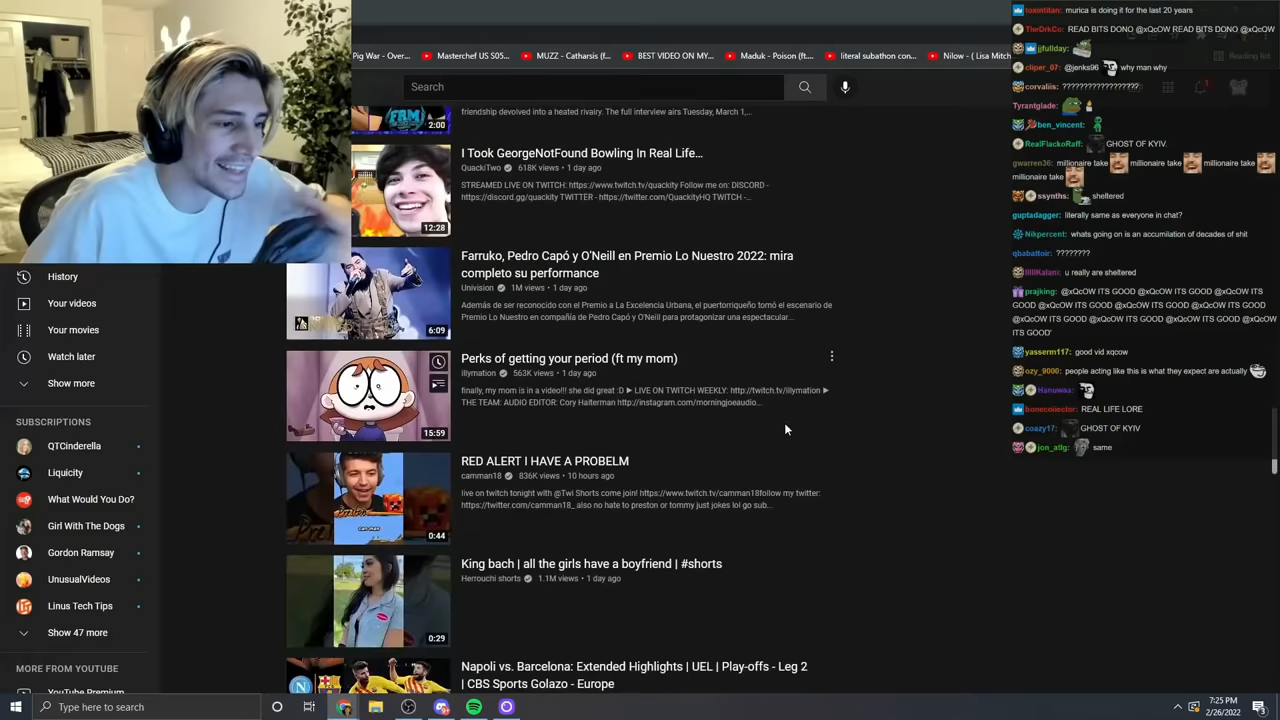 Pig War - Over...
Masterchef US S05...
MUZZ - Catharsis (f...
BEST VIDEO ON MY...
Maduk - Poison (ft...
literal subathon con...
Nilow - ( Lisa Mitch
Reading list
Search
friendship devolved into a heated rivalry. The full interview airs Tuesday, March 1,...
2:00
I Took GeorgeNotFound Bowling In Real Life...
QuackiTwo 618K views • 1 day ago
STREAMED LIVE ON TWITCH: https://www.twitch.tv/quackity Follow me on: DISCORD -
https://discord.gg/quackity TWITTER - https://twitter.com/QuackityHQ TWITCH -...
12:28
Farruko, Pedro Capó y O'Neill en Premio Lo Nuestro 2022: mira
completo su performance
Univision 1M views • 1 day ago
Además de ser reconocido con el Premio a La Excelencia Urbana, el puertorriqueño tomó el escenario de
Premio Lo Nuestro en compañía de Pedro Capó y O'Neill para protagonizar una espectacular...
6:09
Perks of getting your period (ft my mom)
illymation 563K views • 1 day ago
finally, my mom is in a video!!! she did great :D ▶ LIVE ON TWITCH WEEKLY: http://twitch.tv/illymation ▶
THE TEAM: AUDIO EDITOR: Cory Halterman http://instagram.com/morningjoeaudio...
15:59
RED ALERT I HAVE A PROBELM
camman18 836K views • 10 hours ago
live on twitch tonight with @Twi Shorts come join! https://www.twitch.tv/camman18follow my twitter:
https://twitter.com/camman18_ also no hate to preston or tommy just jokes lol go sub...
0:44
King bach | all the girls have a boyfriend | #shorts
Herrouchi shorts • 1.1M views • 1 day ago
0:29
Napoli vs. Barcelona: Extended Highlights | UEL | Play-offs - Leg 2
| CBS Sports Golazo - Europe
History
Your videos
Your movies
Watch later
Show more
SUBSCRIPTIONS
QTCinderella
Liquicity
What Would You Do?
Girl With The Dogs
Gordon Ramsay
UnusualVideos
Linus Tech Tips
Show 47 more
MORE FROM YOUTUBE
YouTube Premium
toxintitan: murica is doing it for the last 20 years
TheDrkCo: READ BITS DONO @xQcOW READ BITS DONO @xQcOW
jjfullday:
cliper_07: @jenks96 why man why
corvaliis: ??????????????????
Tyrantglade:
ben_vincent:
RealFlackoRaff: GHOST OF KYIV.
gwarren36: millionaire take millionaire take millionaire take
millionaire take
ssynths: sheltered
guptadagger: literally same as everyone in chat?
Nikpercent: whats going on is an accumilation of decades of shit
qbabattoir: ????????
u really are sheltered
prajking: @xQcOW ITS GOOD @xQcOW ITS GOOD @xQcOW ITS
GOOD @xQcOW ITS GOOD @xQcOW ITS GOOD @xQcOW ITS GOOD
@xQcOW ITS GOOD @xQcOW ITS GOOD @xQcOW ITS GOOD @xQcOW
ITS GOOD'
yasserm117: good vid xqcow
ozy_9000: people acting like this is what they expect are actually
Hanuwaa:
bonecollector: REAL LIFE LORE
coazy17: GHOST OF KYIV
jon_atlg: same
Type here to search
7:25 PM
2/26/2022